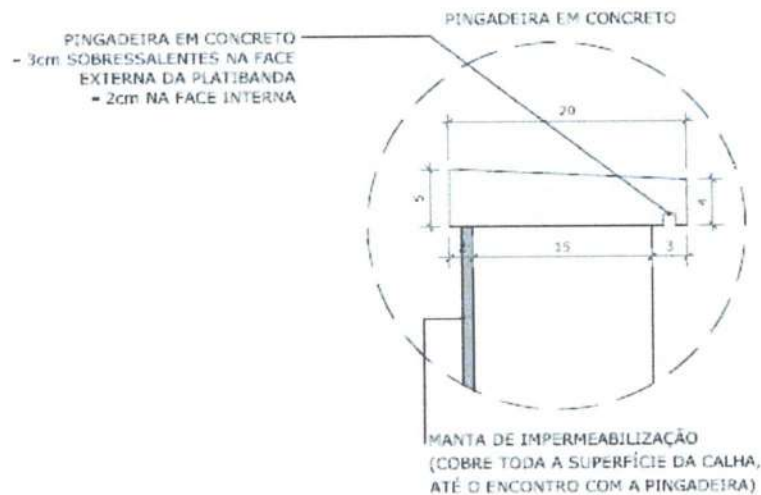 PINGADEIRA EM CONCRETO
PINGADEIRA EM CONCRETO
- 3cm SOBRESSALENTES NA FACE
EXTERNA DA PLATIBANDA
- 2cm NA FACE INTERNA
20
5
4
15
3
MANTA DE IMPERMEABILIZAÇÃO
(COBRE TODA A SUPERFÍCIE DA CALHA,
ATÉ O ENCONTRO COM A PINGADEIRA)